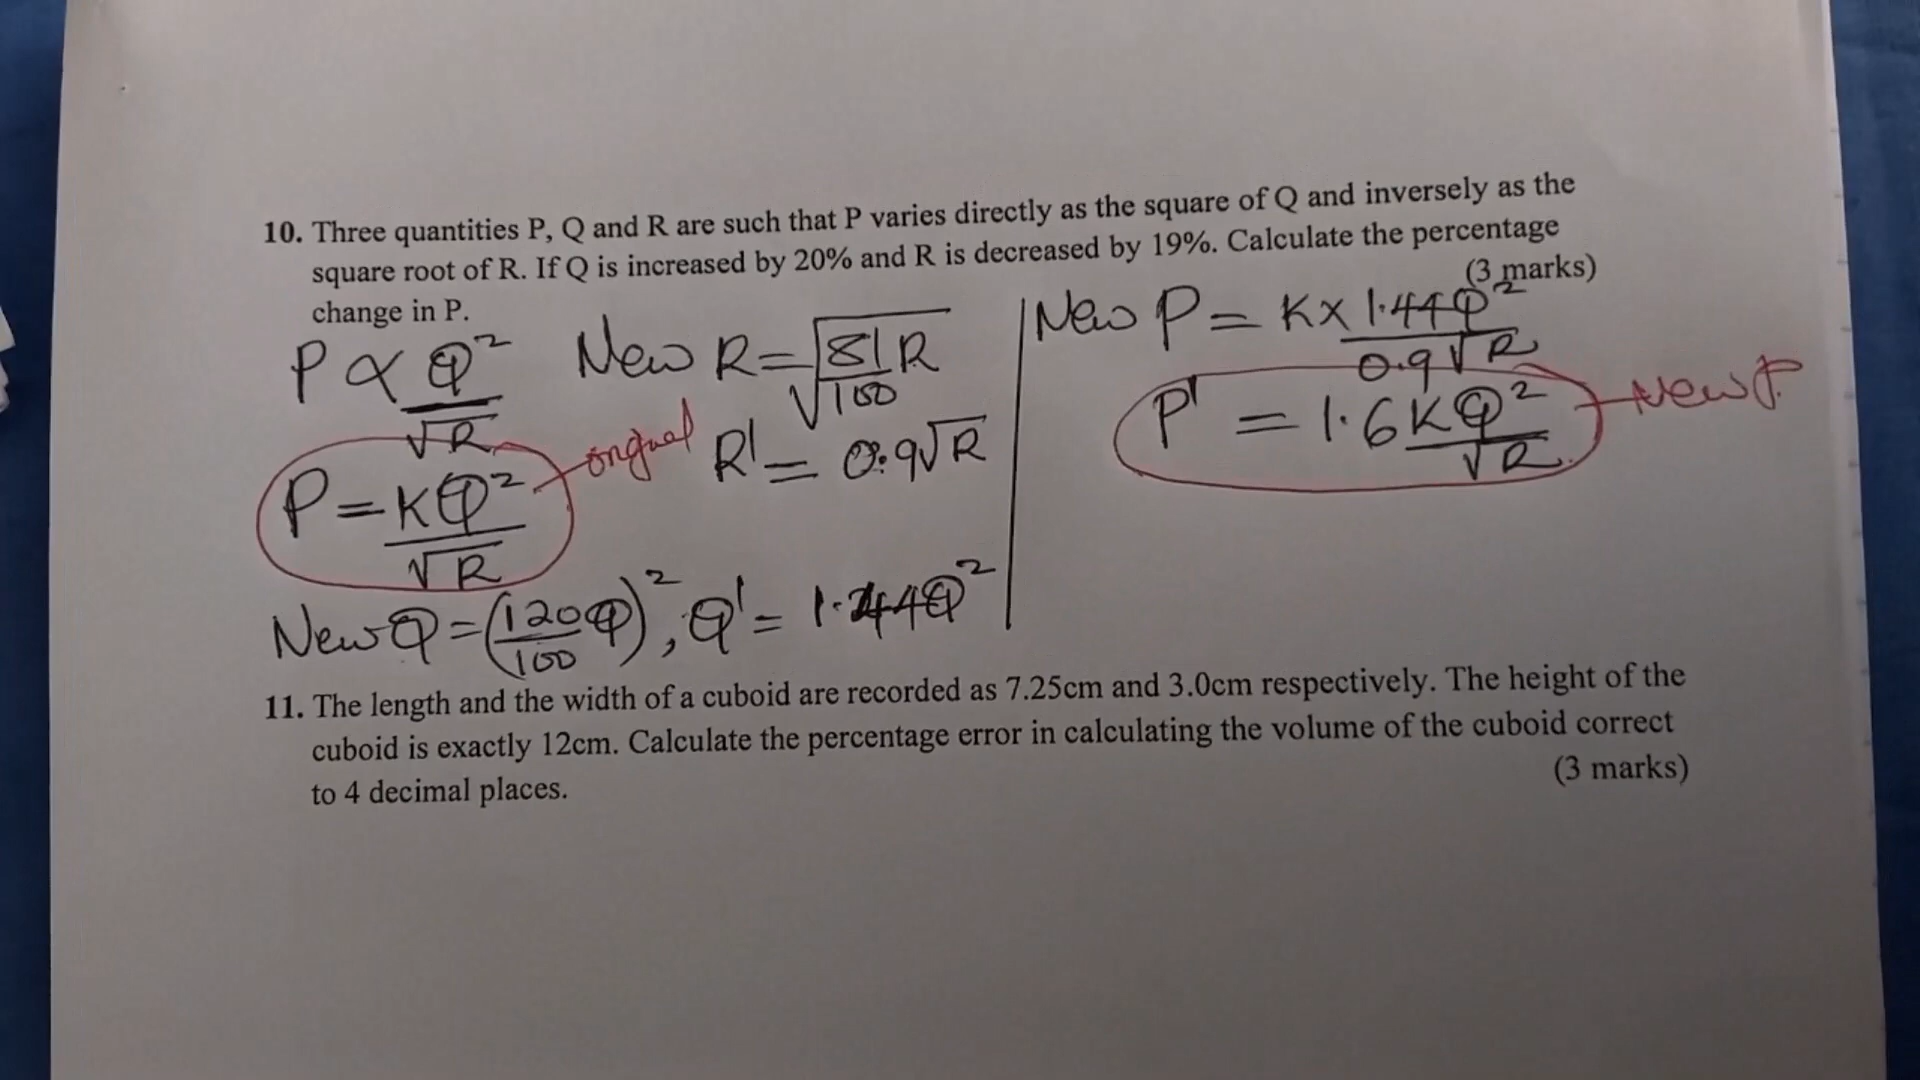 10. Three quantities P, Q and R are such that P varies directly as the square of Q and inversely as the
square root of R. If Q is increased by 20% and R is decreased by 19%. Calculate the percentage
change in P.
(3 marks)
P ∝ Q²/√R
P = KQ²/√R
orignal
New R = √(81R/100)
R' = 0.9√R
New Q = (120Q/100)², Q' = 1.44Q²
New P = K x 1.44Q²/0.9√R
P' = 1.6KQ²/√R
New P.
11. The length and the width of a cuboid are recorded as 7.25cm and 3.0cm respectively. The height of the
cuboid is exactly 12cm. Calculate the percentage error in calculating the volume of the cuboid correct
to 4 decimal places.
(3 marks)